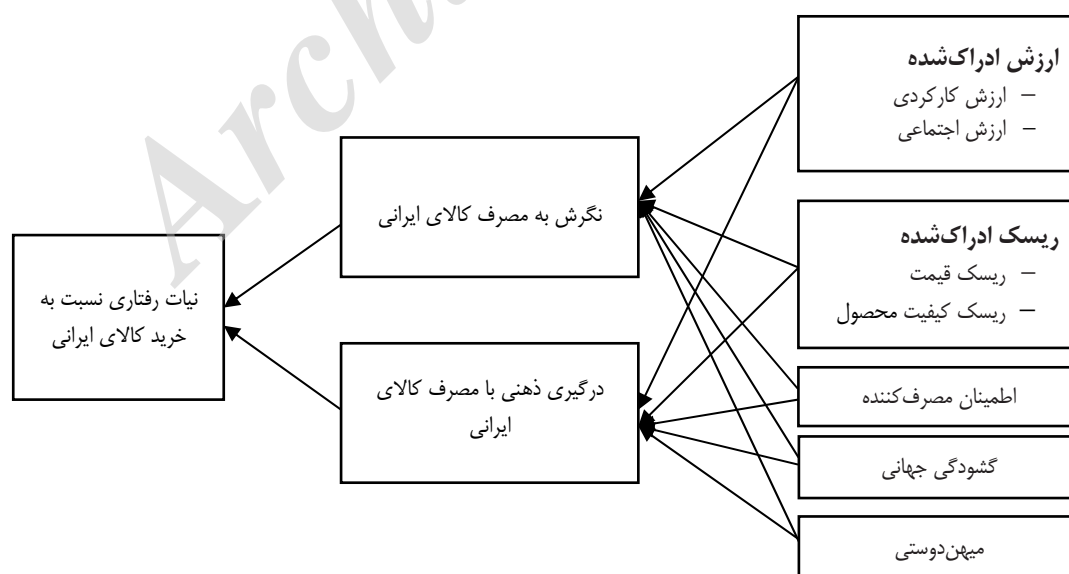 ارزش ادراک‌شده
– ارزش کارکردی
– ارزش اجتماعی
ریسک ادراک‌شده
– ریسک قیمت
– ریسک کیفیت محصول
اطمینان مصرف‌کننده
گشودگی جهانی
میهن‌دوستی
نگرش به مصرف کالای ایرانی
درگیری ذهنی با مصرف کالای
ایرانی
نیات رفتاری نسبت به
خرید کالای ایرانی